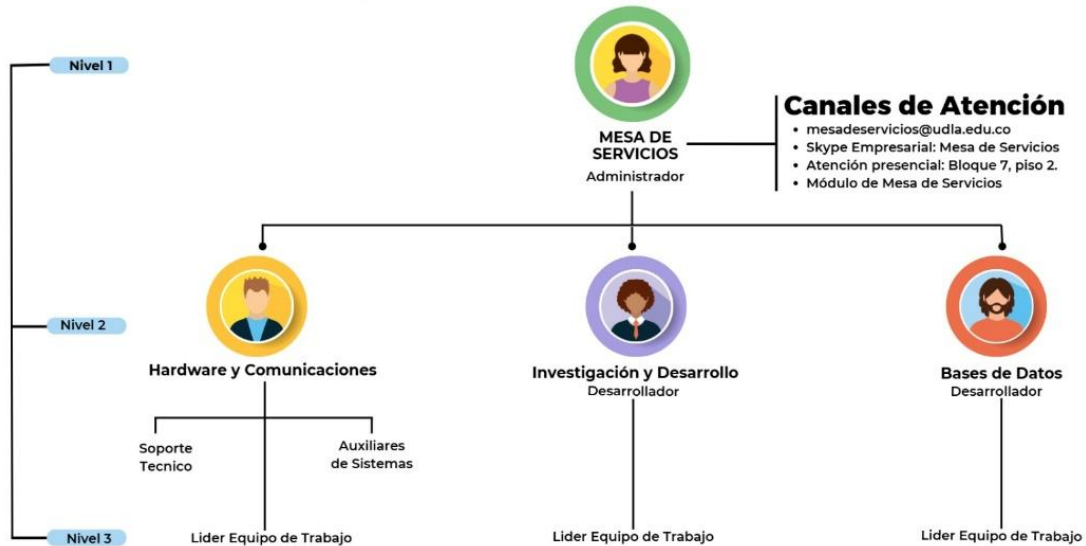 Nivel 1
MESA DE
SERVICIOS
Administrador
Canales de Atención
• mesadeservicios@udla.edu.co
• Skype Empresarial: Mesa de Servicios
• Atención presencial: Bloque 7, piso 2.
• Módulo de Mesa de Servicios
Nivel 2
Hardware y Comunicaciones
Investigación y Desarrollo
Desarrollador
Bases de Datos
Desarrollador
Soporte
Tecnico
Auxiliares
de Sistemas
Nivel 3
Lider Equipo de Trabajo
Lider Equipo de Trabajo
Lider Equipo de Trabajo